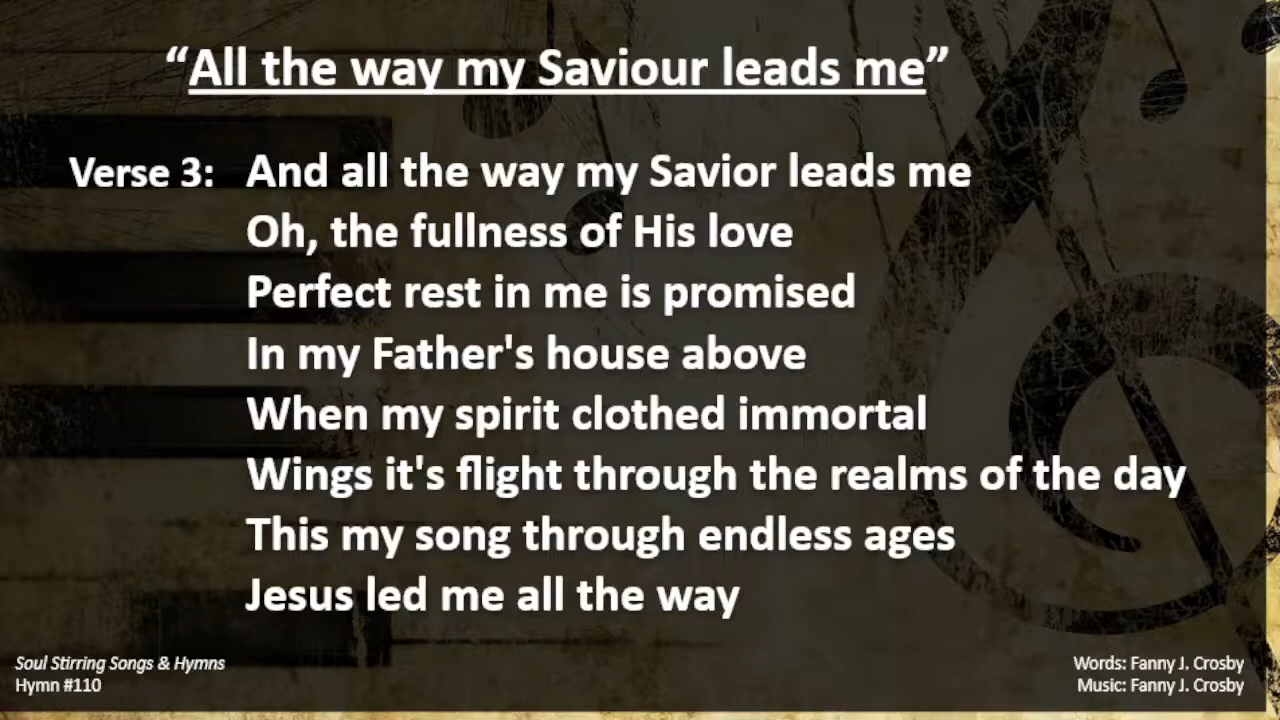 “All the way my Saviour leads me”
Verse 3: And all the way my Savior leads me
Oh, the fullness of His love
Perfect rest in me is promised
In my Father's house above
When my spirit clothed immortal
Wings it's flight through the realms of the day
This my song through endless ages
Jesus led me all the way
Soul Stirring Songs & Hymns
Hymn #110
Words: Fanny J. Crosby
Music: Fanny J. Crosby